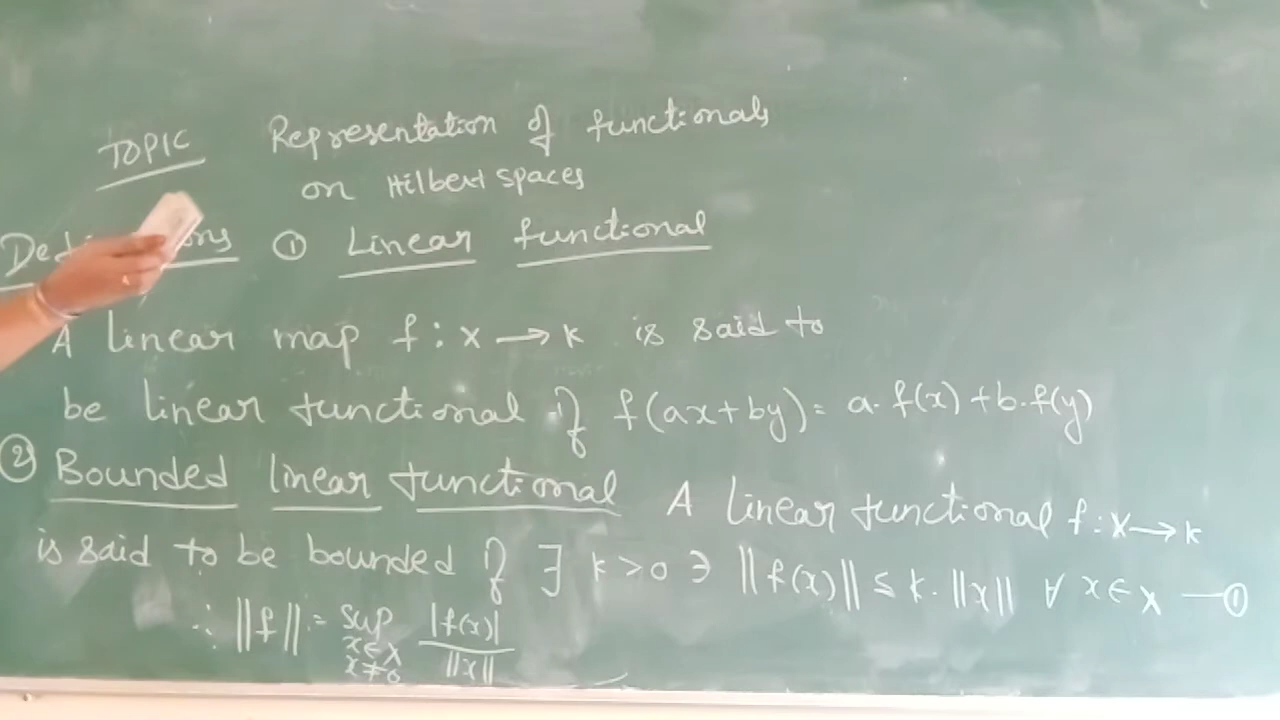 TOPIC Representation of functionals
on Hilbert spaces
① Linear functional
A linear map f : X → K is said to
be linear functional if f(ax+by) = a. f(x) + b. f(y)
② Bounded linear functional A linear functional f : X → K
is said to be bounded if ∃ k > 0 ∋ ||f(x)|| ≤ k. ||x|| ∀ x ∈ X —①
∴ ||f|| = sup x∈X x≠0 |f(x)| / ||x||